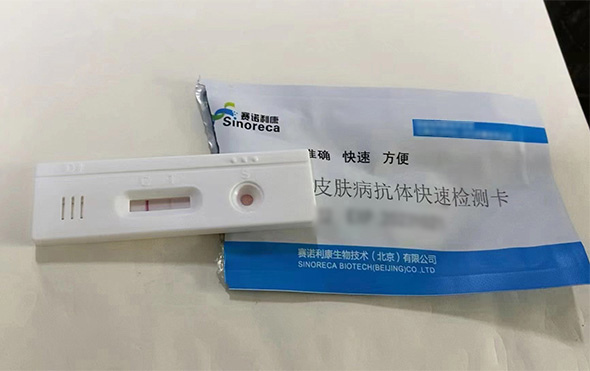 赛诺利康
Sinoreca
准确 快速 方便
皮肤病抗体快速检测卡
赛诺利康生物技术（北京）有限公司
SINORECA BIOTECH(BEIJING)CO.,LTD
C T
S